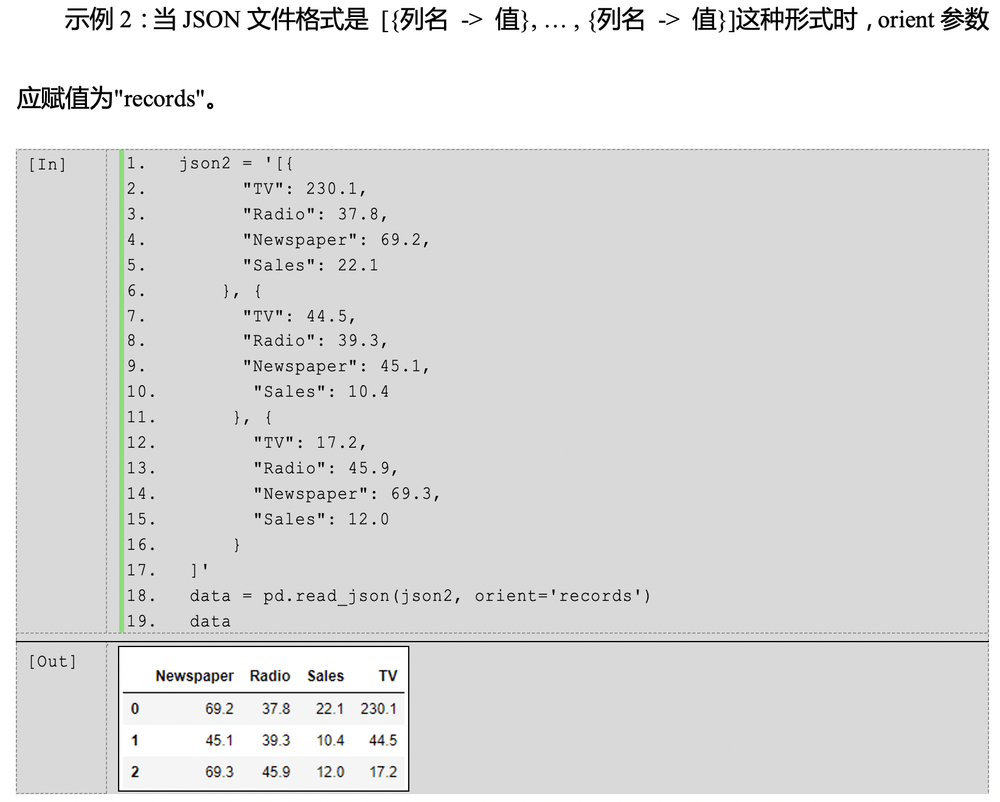 示例 2：当 JSON 文件格式是 [{列名 -> 值}, … , {列名 -> 值}]这种形式时，orient 参数
应赋值为"records"。
[In]
1. json2 = '[{
2. "TV": 230.1,
3. "Radio": 37.8,
4. "Newspaper": 69.2,
5. "Sales": 22.1
6. }, {
7. "TV": 44.5,
8. "Radio": 39.3,
9. "Newspaper": 45.1,
10. "Sales": 10.4
11. }, {
12. "TV": 17.2,
13. "Radio": 45.9,
14. "Newspaper": 69.3,
15. "Sales": 12.0
16. }
17. ]'
18. data = pd.read_json(json2, orient='records')
19. data
[Out]
Newspaper Radio Sales TV
0 69.2 37.8 22.1 230.1
1 45.1 39.3 10.4 44.5
2 69.3 45.9 12.0 17.2